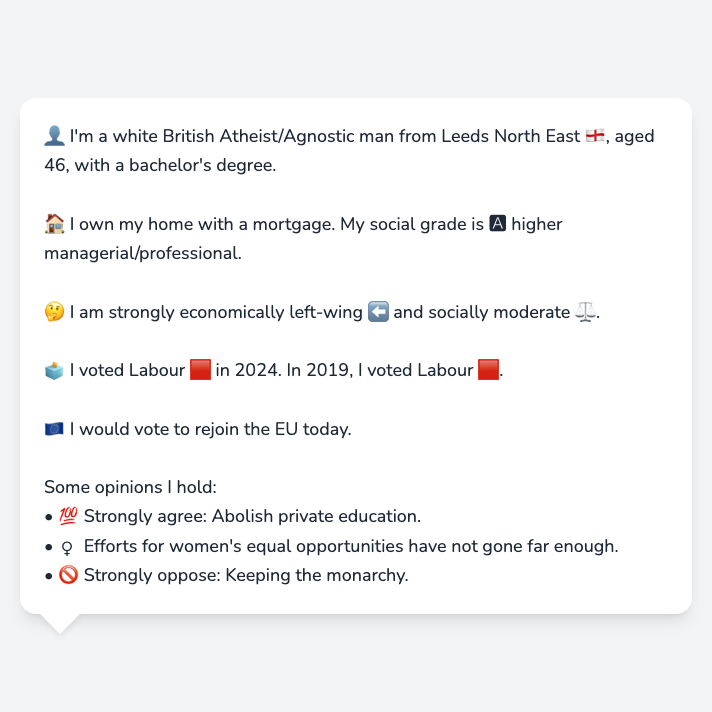 👤 I'm a white British Atheist/Agnostic man from Leeds North East 🏴󠁧󠁢󠁥󠁮󠁧󠁿, aged
46, with a bachelor's degree.
🏠 I own my home with a mortgage. My social grade is 🅰 higher
managerial/professional.
🤔 I am strongly economically left-wing ⬅️ and socially moderate ⚖️.
🗳️ I voted Labour 🟥 in 2024. In 2019, I voted Labour 🟥.
🇪🇺 I would vote to rejoin the EU today.
Some opinions I hold:
• 💯 Strongly agree: Abolish private education.
• ♀ Efforts for women's equal opportunities have not gone far enough.
• 🚫 Strongly oppose: Keeping the monarchy.